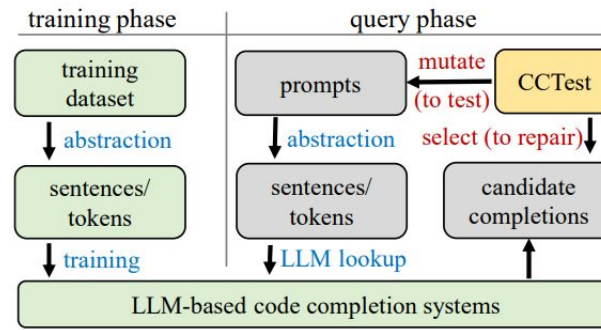 training phase
query phase
training
dataset
prompts
mutate
(to test)
CCTest
abstraction
abstraction
select (to repair)
sentences/
tokens
sentences/
tokens
candidate
completions
training
LLM lookup
LLM-based code completion systems